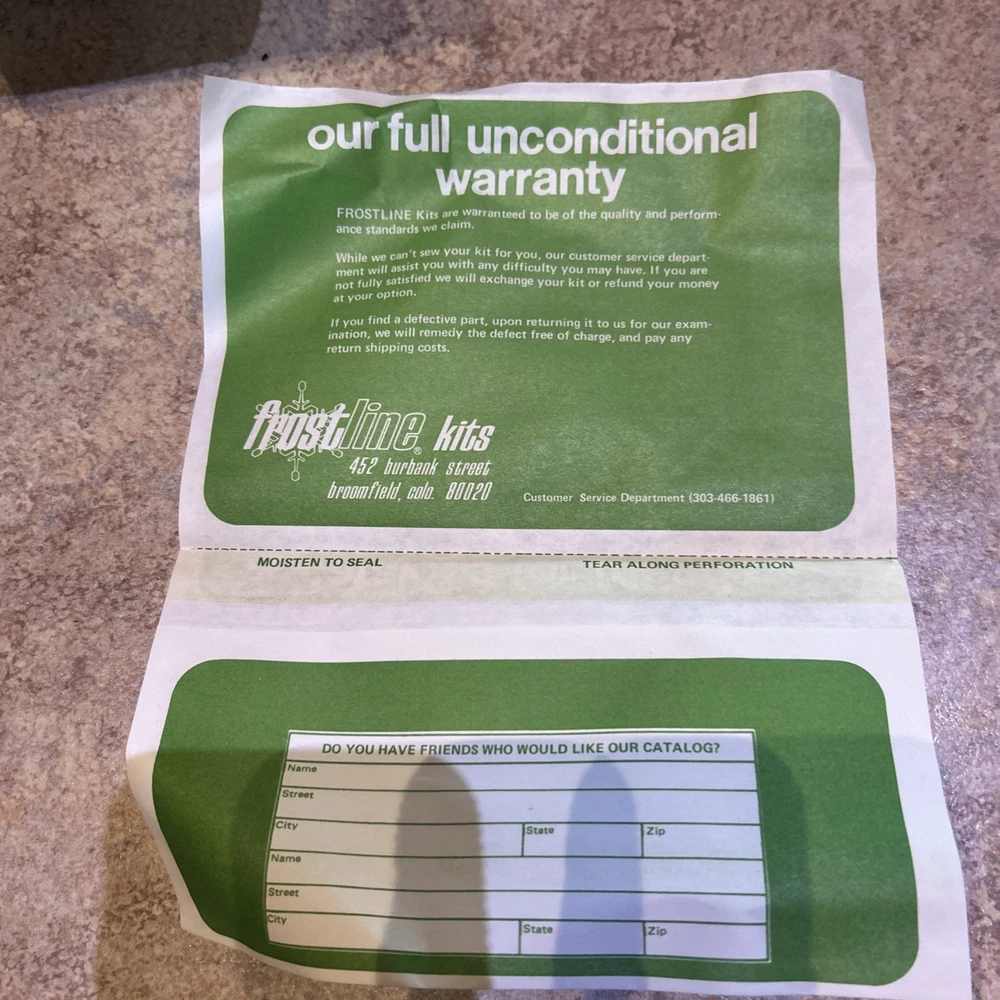 our full unconditional
warranty
FROSTLINE Kits are warranteed to be of the quality and perform-
ance standards we claim.
While we can't sew your kit for you, our customer service depart-
ment will assist you with any difficulty you may have. If you are
not fully satisfied we will exchange your kit or refund your money
at your option.
If you find a defective part, upon returning it to us for our exam-
ination, we will remedy the defect free of charge, and pay any
return shipping costs.
frostline® kits
452 burbank street
broomfield, colo. 80020
Customer Service Department (303-466-1861)
MOISTEN TO SEAL
TEAR ALONG PERFORATION
DO YOU HAVE FRIENDS WHO WOULD LIKE OUR CATALOG?
Name
Street
City State Zip
Name
Street
City State Zip